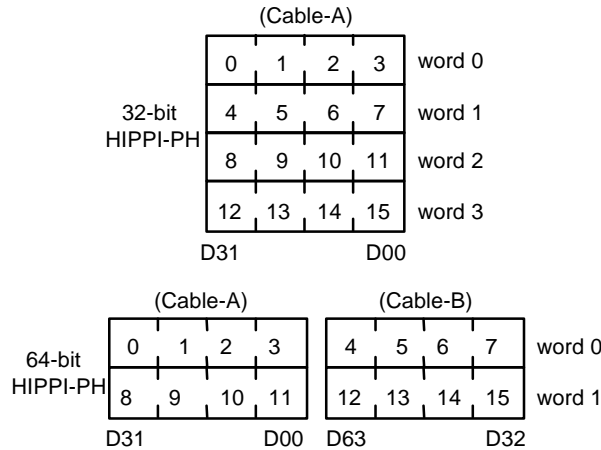 (Cable-A)
0 1 2 3 word 0
32-bit
HIPPI-PH
4 5 6 7 word 1
8 9 10 11 word 2
12 13 14 15 word 3
D31 D00
(Cable-A) (Cable-B)
64-bit
HIPPI-PH
0 1 2 3 4 5 6 7 word 0
8 9 10 11 12 13 14 15 word 1
D31 D00 D63 D32